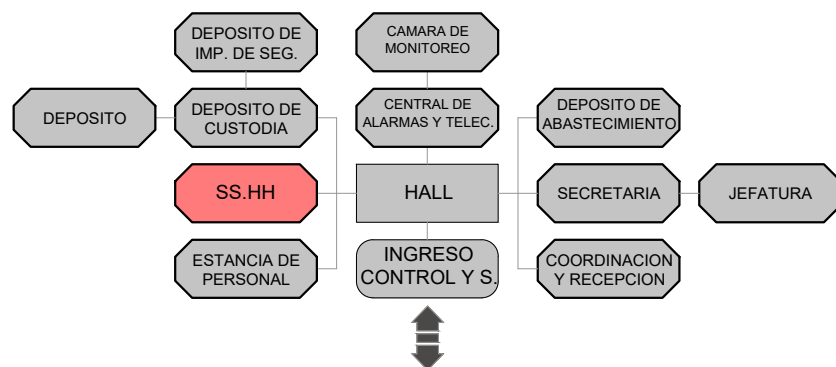 DEPOSITO DE
IMP. DE SEG.
CAMARA DE
MONITOREO
DEPOSITO
DEPOSITO DE
CUSTODIA
CENTRAL DE
ALARMAS Y TELEC.
DEPOSITO DE
ABASTECIMIENTO
SS.HH
HALL
SECRETARIA
JEFATURA
ESTANCIA DE
PERSONAL
INGRESO
CONTROL Y S.
COORDINACION
Y RECEPCION